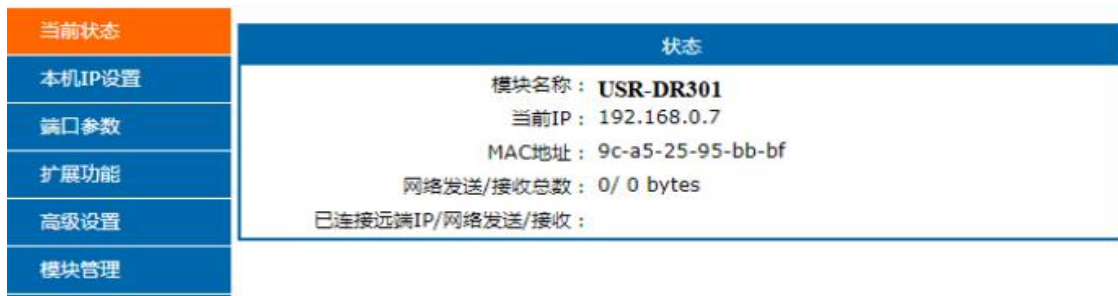 当前状态
本机IP设置
端口参数
扩展功能
高级设置
模块管理
状态
模块名称： USR-DR301
当前IP： 192.168.0.7
MAC地址： 9c-a5-25-95-bb-bf
网络发送/接收总数： 0/ 0 bytes
已连接远端IP/网络发送/接收：